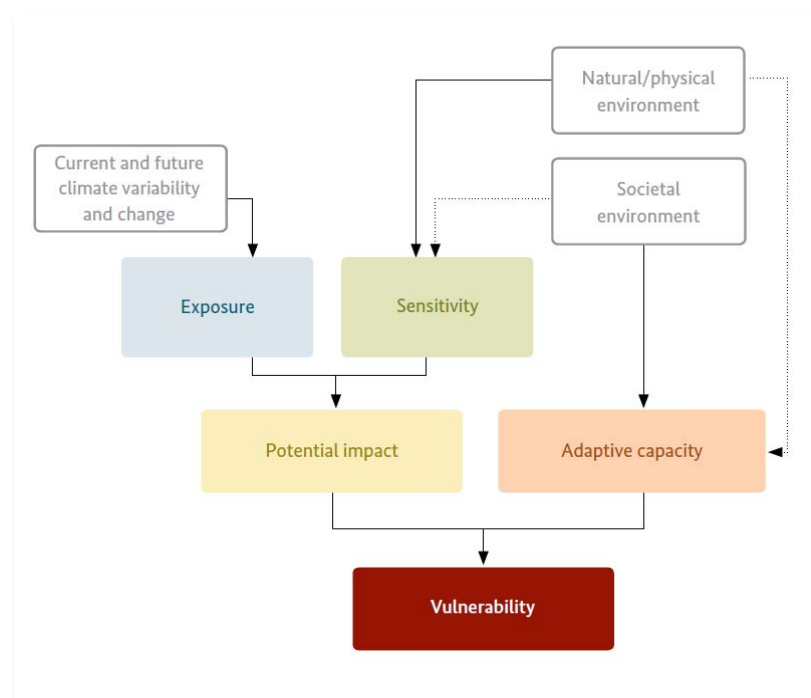 Natural/physical
environment
Current and future
climate variability
and change
Societal
environment
Exposure
Sensitivity
Potential impact
Adaptive capacity
Vulnerability